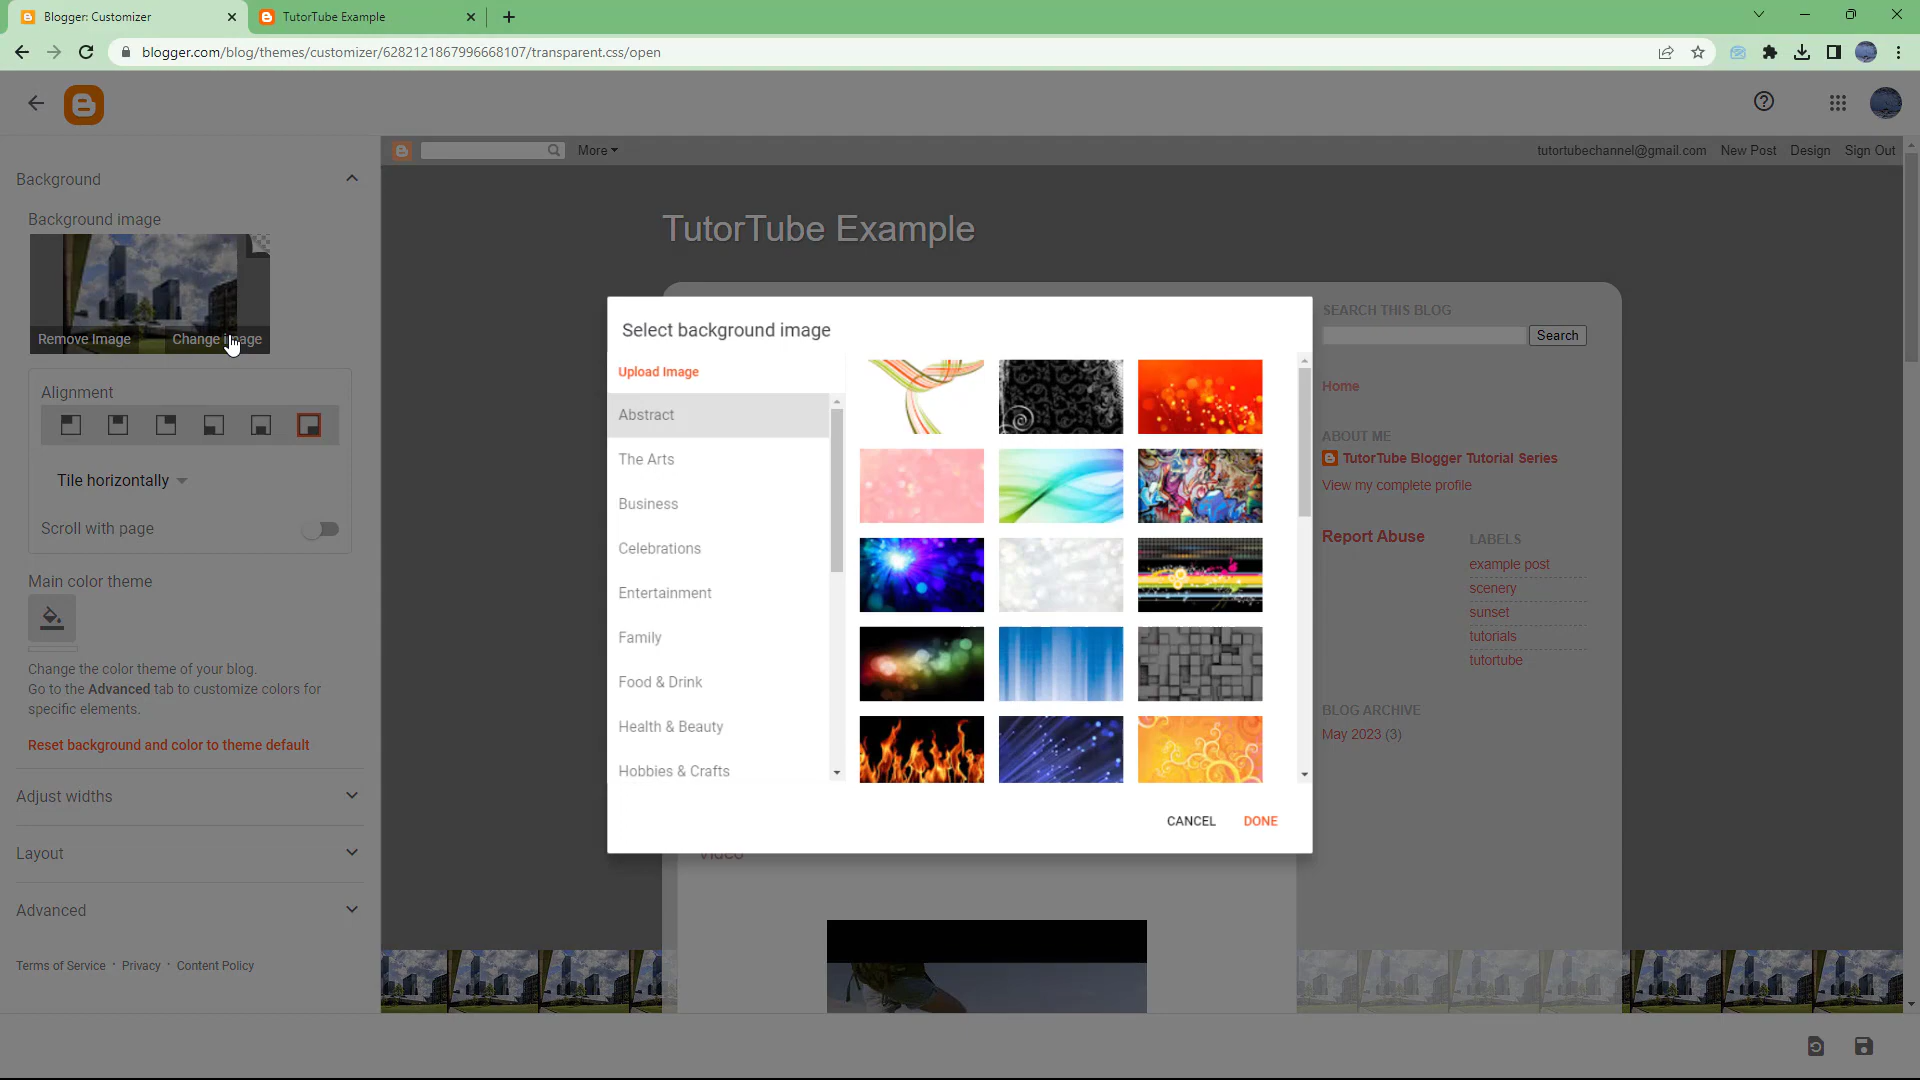 Blogger: Customizer
TutorTube Example
blogger.com/blog/themes/customizer/6282121867996668107/transparent.css/open
More
tutortubechannel@gmail.com New Post Design Sign Out
Background
Background image
Remove Image Change image
Alignment
Tile horizontally
Scroll with page
Main color theme
Change the color theme of your blog.
Go to the Advanced tab to customize colors for
specific elements.
Reset background and color to theme default
Adjust widths
Layout
Advanced
Terms of Service · Privacy · Content Policy
TutorTube Example
Select background image
Upload Image
Abstract
The Arts
Business
Celebrations
Entertainment
Family
Food & Drink
Health & Beauty
Hobbies & Crafts
CANCEL DONE
Video
SEARCH THIS BLOG
Search
Home
ABOUT ME
TutorTube Blogger Tutorial Series
View my complete profile
Report Abuse
LABELS
example post
scenery
sunset
tutorials
tutortube
BLOG ARCHIVE
May 2023 (3)